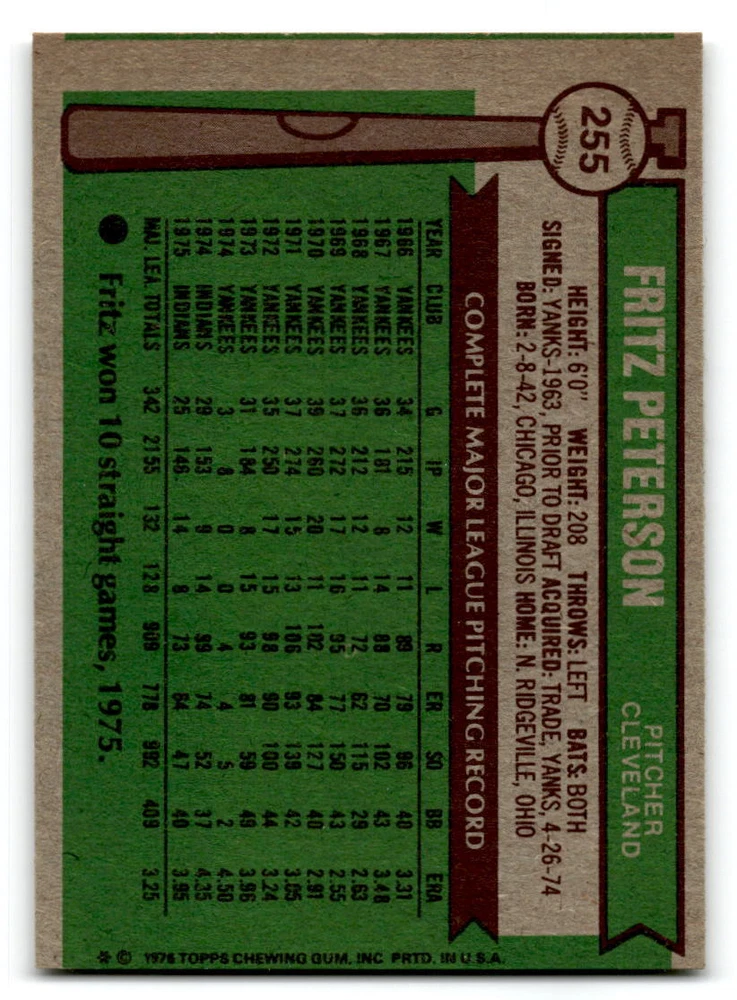 255
FRITZ PETERSON
PITCHER
CLEVELAND
HEIGHT: 6'0" WEIGHT: 208 THROWS: LEFT BATS: BOTH
SIGNED: YANKS-1963, PRIOR TO DRAFT ACQUIRED: TRADE, YANKS, 4-26-74
BORN: 2-8-42, CHICAGO, ILLINOIS HOME: N. RIDGEVILLE, OHIO
COMPLETE MAJOR LEAGUE PITCHING RECORD
YEAR CLUB G IP W L R ER SO BB ERA
1966 YANKEES 34 215 12 11 89 79 96 40 3.31
1967 YANKEES 36 181 8 14 88 70 102 43 3.48
1968 YANKEES 36 212 12 11 72 62 115 29 2.63
1969 YANKEES 37 272 17 16 95 77 150 43 2.55
1970 YANKEES 39 260 20 11 102 84 127 40 2.91
1971 YANKEES 37 274 15 13 106 93 139 42 3.05
1972 YANKEES 35 250 17 15 98 90 100 44 3.24
1973 YANKEES 31 184 8 15 93 81 59 49 3.96
1974 YANKEES 3 8 0 0 4 4 5 2 4.50
1974 INDIANS 29 153 9 14 99 74 52 37 4.35
1975 INDIANS 25 146 14 8 73 64 47 40 3.95
MAJ. LEA. TOTALS 342 2155 132 128 909 778 992 409 3.25
Fritz won 10 straight games, 1975.
* © 1976 TOPPS CHEWING GUM, INC. PRTD. IN U.S.A.